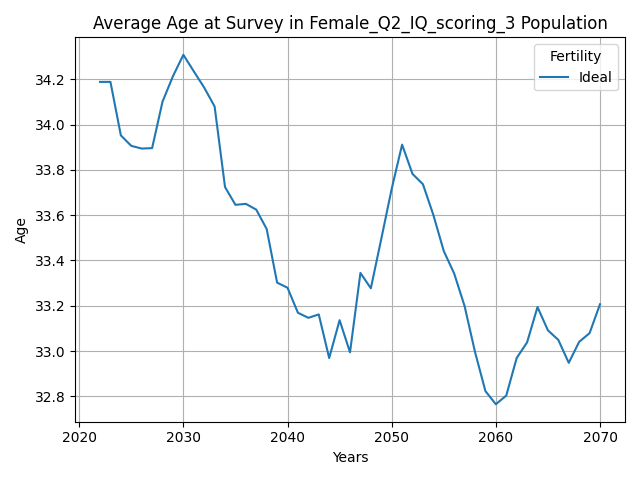 Average Age at Survey in Female_Q2_IQ_scoring_3 Population
Fertility
Ideal
Age
34.2
34.0
33.8
33.6
33.4
33.2
33.0
32.8
2020 2030 2040 2050 2060 2070
Years